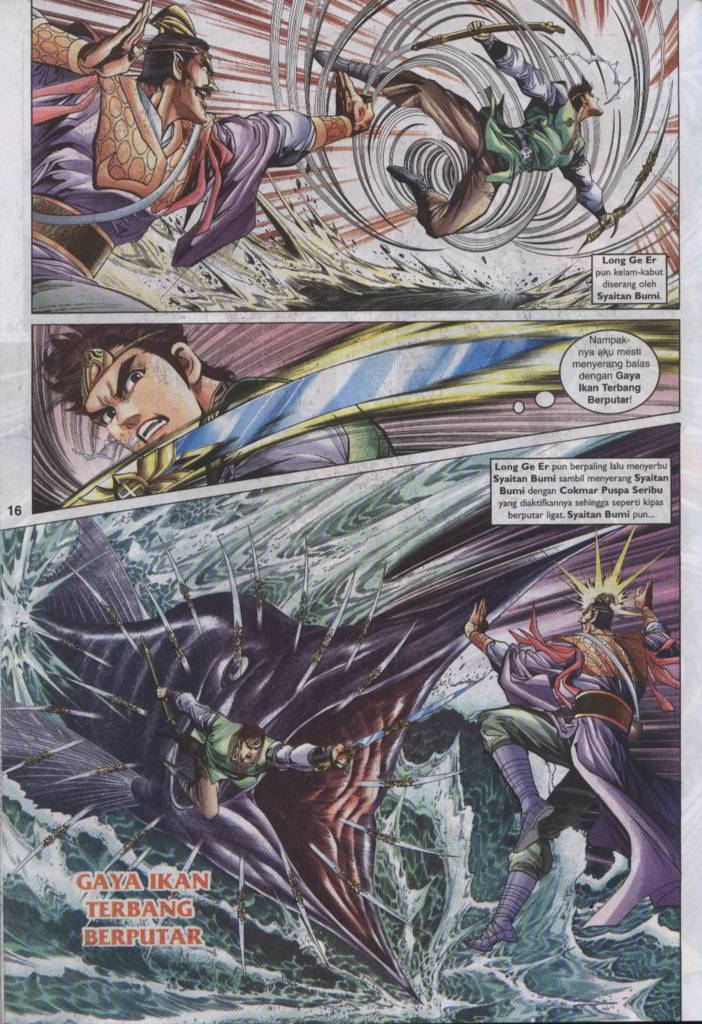 Long Ge Er
pun kelam-kabut
diserang oleh
Syaitan Bumi.
Nampak-
nya aku mesti
menyerang balas
dengan Gaya
Ikan Terbang
Berputar!
Long Ge Er pun berpaling lalu menyerbu
Syaitan Bumi sambil menyerang Syaitan
Bumi dengan Cokmar Puspa Seribu
yang diaktifkannya sehingga seperti kipas
berputar ligat. Syaitan Bumi pun...
16
GAYA IKAN
TERBANG
BERPUTAR